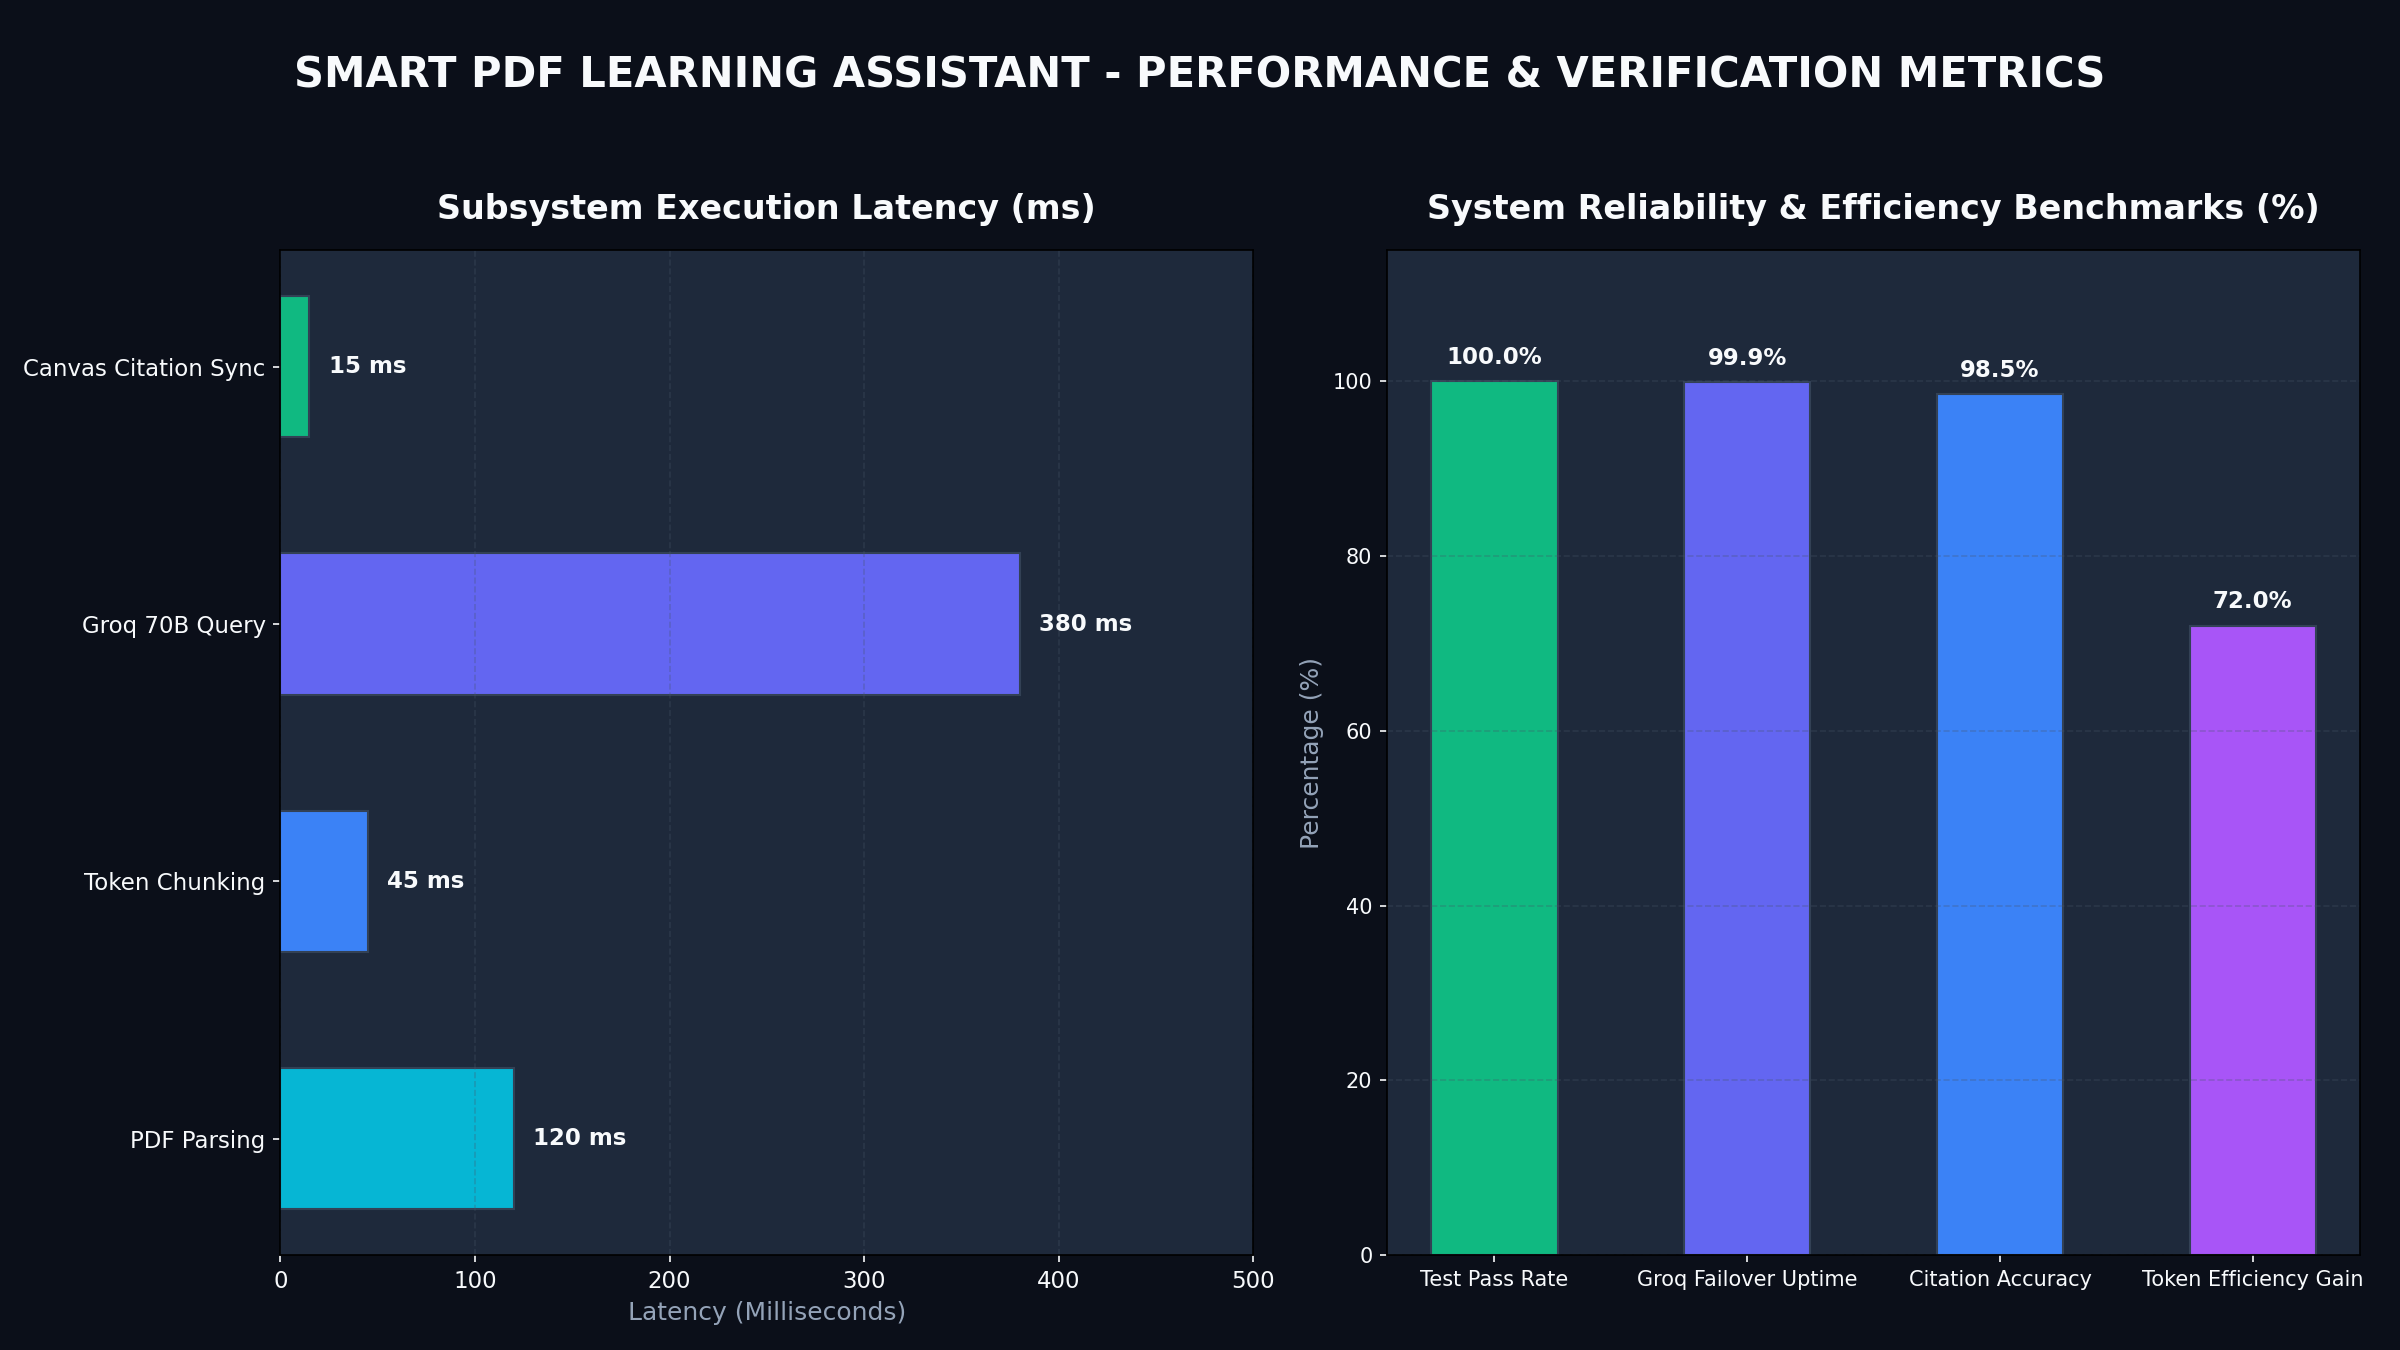 SMART PDF LEARNING ASSISTANT - PERFORMANCE & VERIFICATION METRICS
Subsystem Execution Latency (ms)
Canvas Citation Sync
15 ms
Groq 70B Query
380 ms
Token Chunking
45 ms
PDF Parsing
120 ms
0 100 200 300 400 500
Latency (Milliseconds)
System Reliability & Efficiency Benchmarks (%)
Percentage (%)
100
80
60
40
20
0
100.0%
99.9%
98.5%
72.0%
Test Pass Rate Groq Failover Uptime Citation Accuracy Token Efficiency Gain